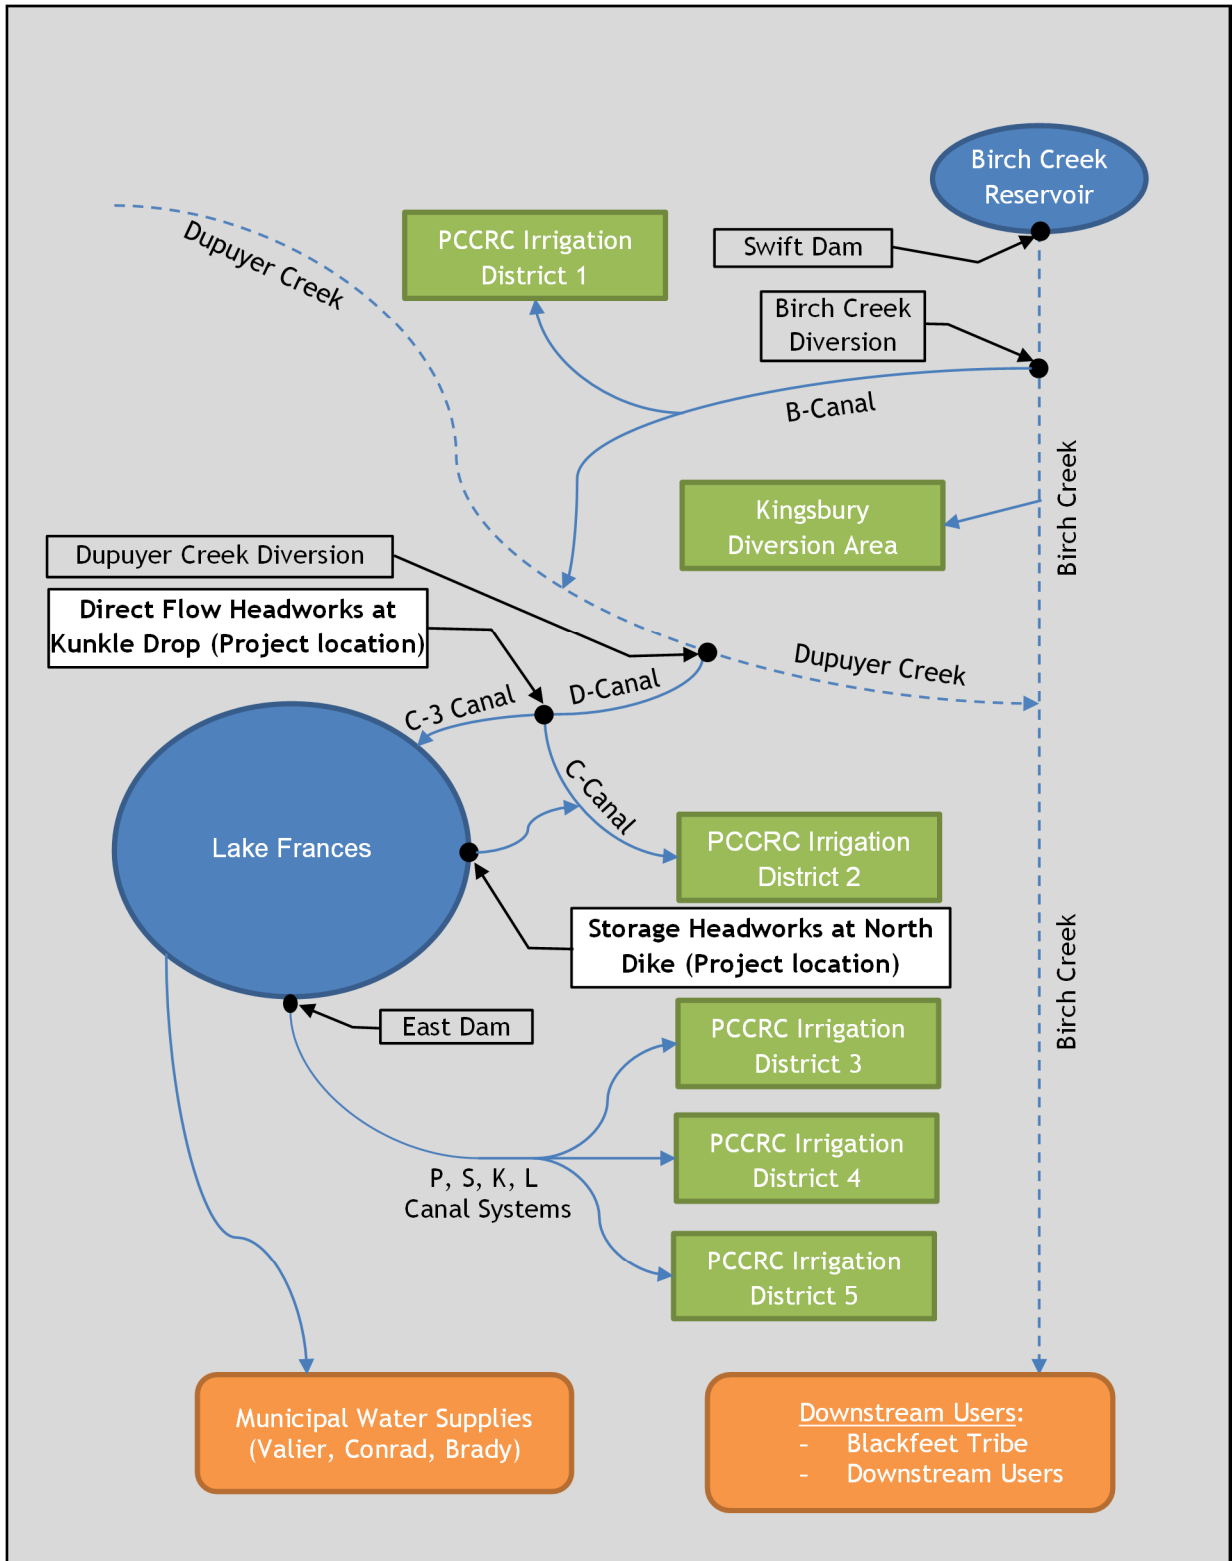 Birch Creek
Reservoir
Dupuyer Creek
PCCRC Irrigation
District 1
Swift Dam
Birch Creek
Diversion
B-Canal
Birch Creek
Kingsbury
Diversion Area
Dupuyer Creek Diversion
Direct Flow Headworks at
Kunkle Drop (Project location)
Dupuyer Creek
D-Canal
C-3 Canal
C-Canal
Lake Frances
PCCRC Irrigation
District 2
Storage Headworks at North
Dike (Project location)
Birch Creek
East Dam
PCCRC Irrigation
District 3
PCCRC Irrigation
District 4
P, S, K, L
Canal Systems
PCCRC Irrigation
District 5
Municipal Water Supplies
(Valier, Conrad, Brady)
Downstream Users:
- Blackfeet Tribe
- Downstream Users